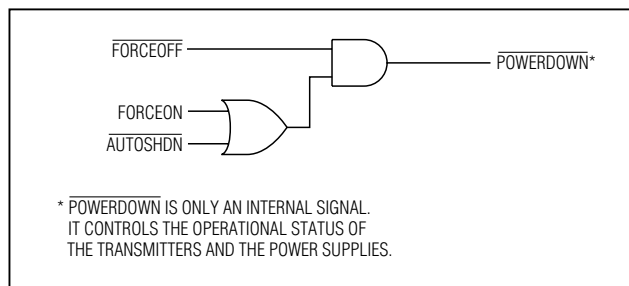 FORCEOFF
POWERDOWN*
FORCEON
AUTOSHDN
* POWERDOWN IS ONLY AN INTERNAL SIGNAL.
IT CONTROLS THE OPERATIONAL STATUS OF
THE TRANSMITTERS AND THE POWER SUPPLIES.